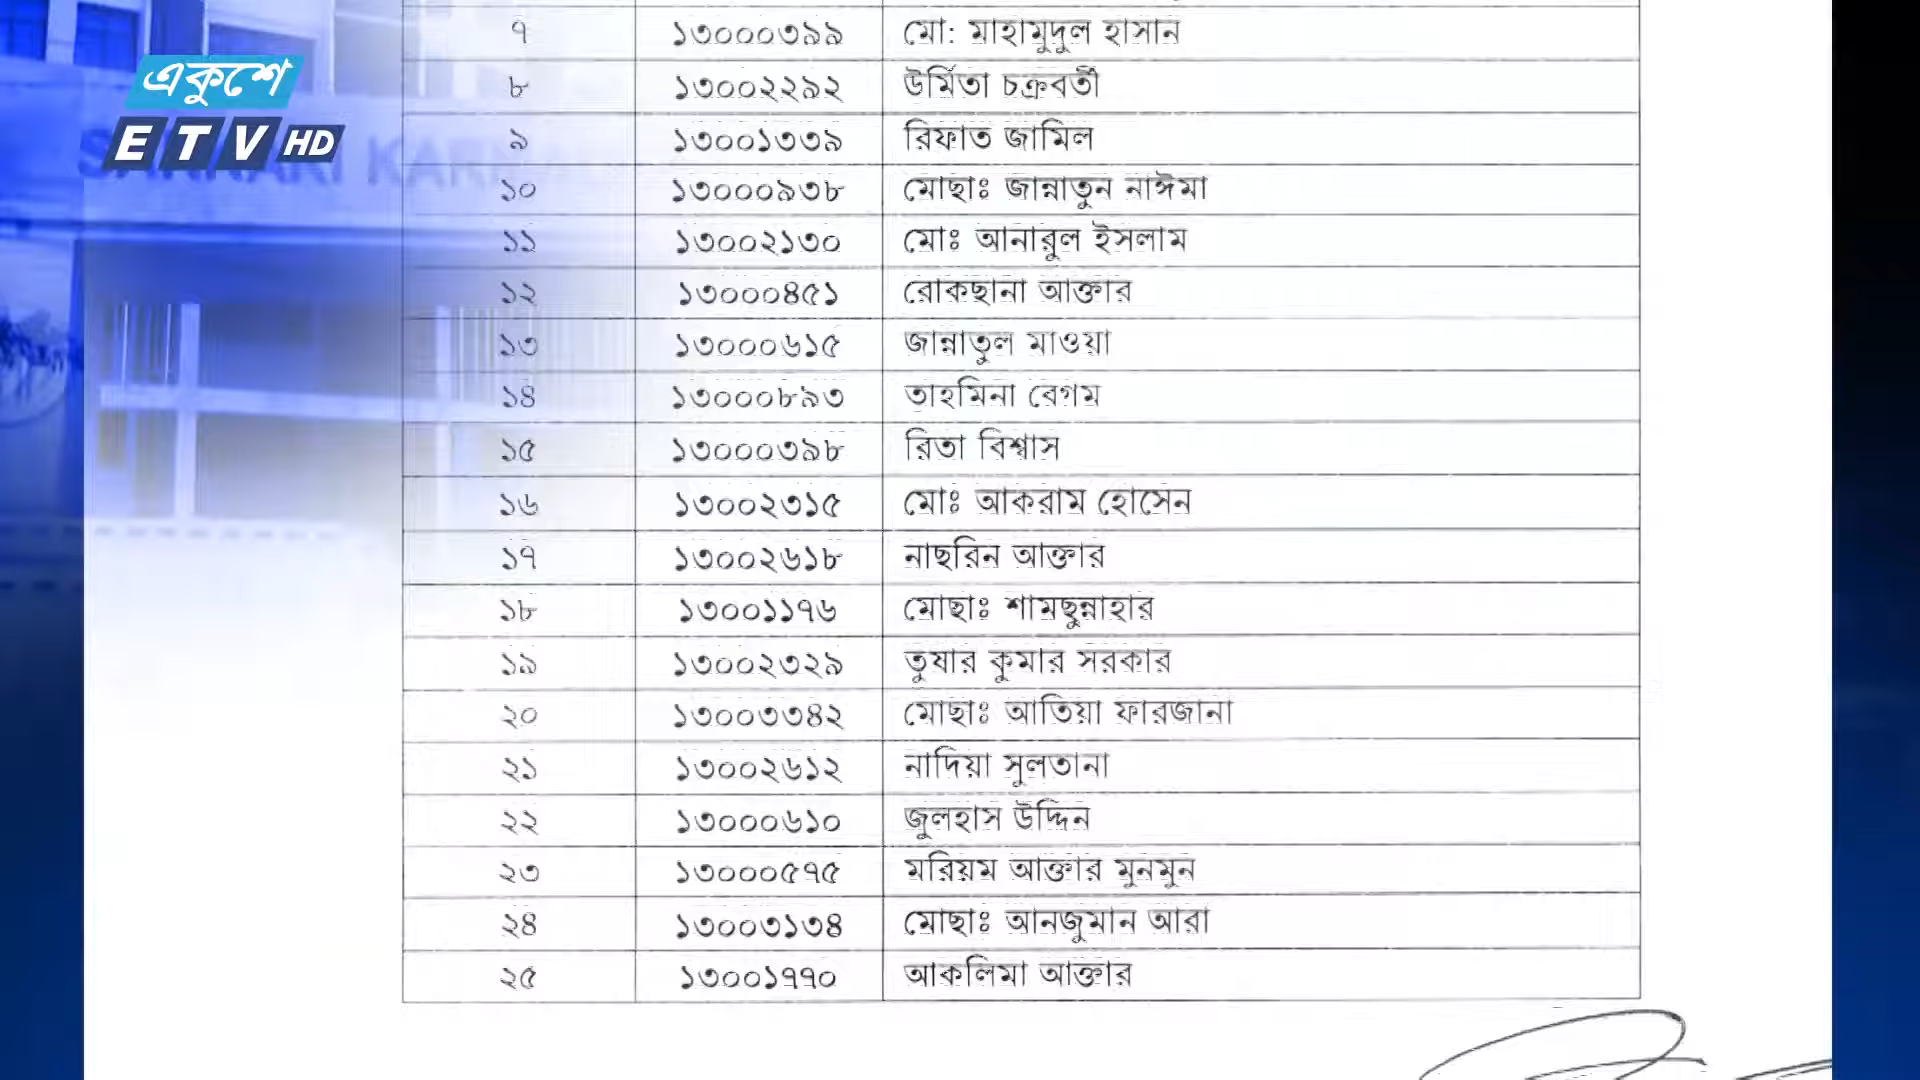 একুশে
ETV HD
৭ ১৩০০০৩৯৯ মো: মাহামুদুল হাসান
৮ ১৩০০২২৯২ উর্মিতা চক্রবর্তী
৯ ১৩০০১৩৩৯ রিফাত জামিল
১০ ১৩০০০৯৩৮ মোছাঃ জান্নাতুন নাঈমা
১১ ১৩০০২১৩০ মোঃ আনারুল ইসলাম
১২ ১৩০০০৪৫১ রোকছানা আক্তার
১৩ ১৩০০০৬১৫ জান্নাতুল মাওয়া
১৪ ১৩০০০৮৯৩ তাহমিনা বেগম
১৫ ১৩০০০৩৯৮ রিতা বিশ্বাস
১৬ ১৩০০২৩১৫ মোঃ আকরাম হোসেন
১৭ ১৩০০২৬১৮ নাছরিন আক্তার
১৮ ১৩০০১১৭৬ মোছাঃ শামছুন্নাহার
১৯ ১৩০০২৩২৯ তুষার কুমার সরকার
২০ ১৩০০৩৩৪২ মোছাঃ আতিয়া ফারজানা
২১ ১৩০০২৬১২ নাদিয়া সুলতানা
২২ ১৩০০০৬১০ জুলহাস উদ্দিন
২৩ ১৩০০০৫৭৫ মরিয়ম আক্তার মুনমুন
২৪ ১৩০০৩১৩৪ মোছাঃ আনজুমান আরা
২৫ ১৩০০১৭৭০ আকলিমা আক্তার